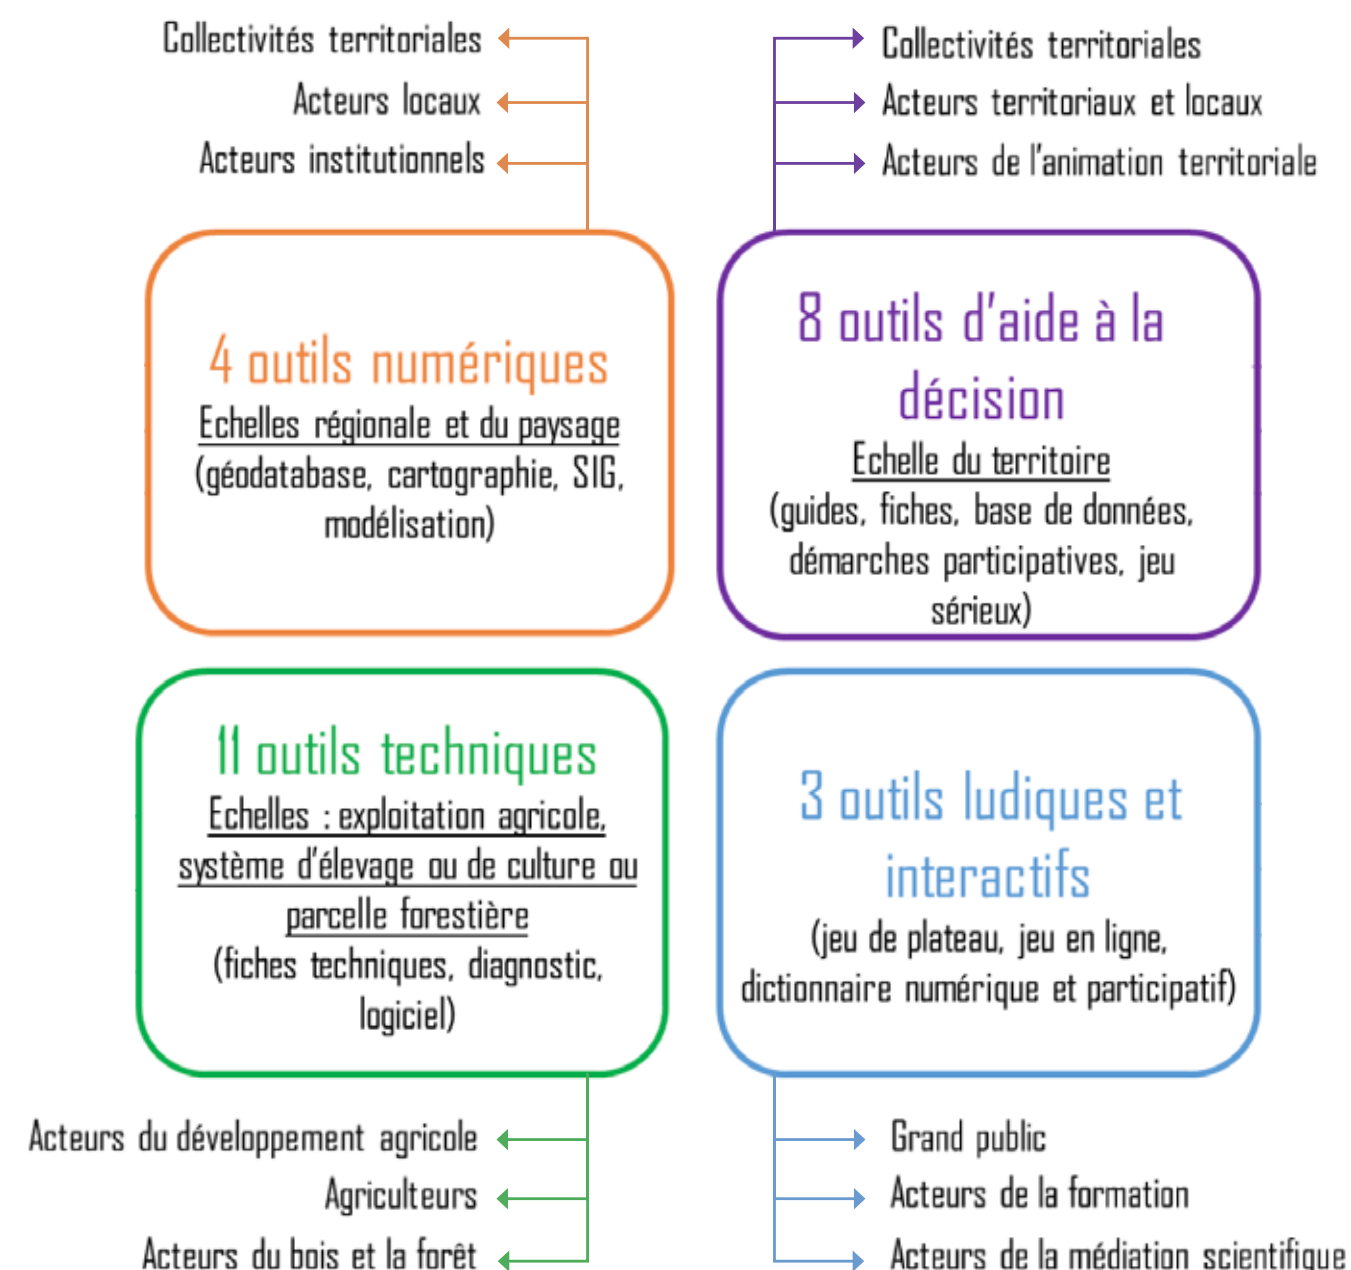 Collectivités territoriales
Acteurs locaux
Acteurs institutionnels
Collectivités territoriales
Acteurs territoriaux et locaux
Acteurs de l'animation territoriale
4 outils numériques
Echelles régionale et du paysage
(géodatabase, cartographie, SIG,
modélisation)
8 outils d'aide à la
décision
Echelle du territoire
(guides, fiches, base de données,
démarches participatives, jeu
sérieux)
11 outils techniques
Echelles : exploitation agricole,
système d'élevage ou de culture ou
parcelle forestière
(fiches techniques, diagnostic,
logiciel)
3 outils ludiques et
interactifs
(jeu de plateau, jeu en ligne,
dictionnaire numérique et participatif)
Acteurs du développement agricole
Agriculteurs
Acteurs du bois et la forêt
Grand public
Acteurs de la formation
Acteurs de la médiation scientifique